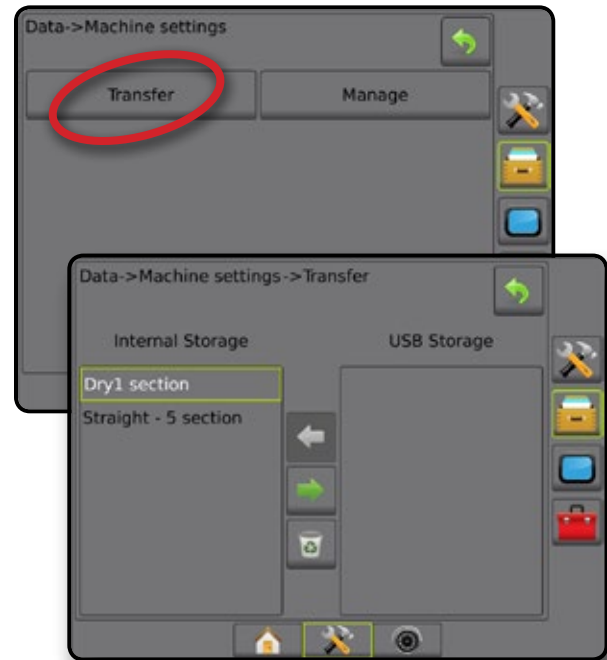 Data->Machine settings
Transfer
Manage
Data->Machine settings->Transfer
Internal Storage
USB Storage
Dry1 section
Straight - 5 section